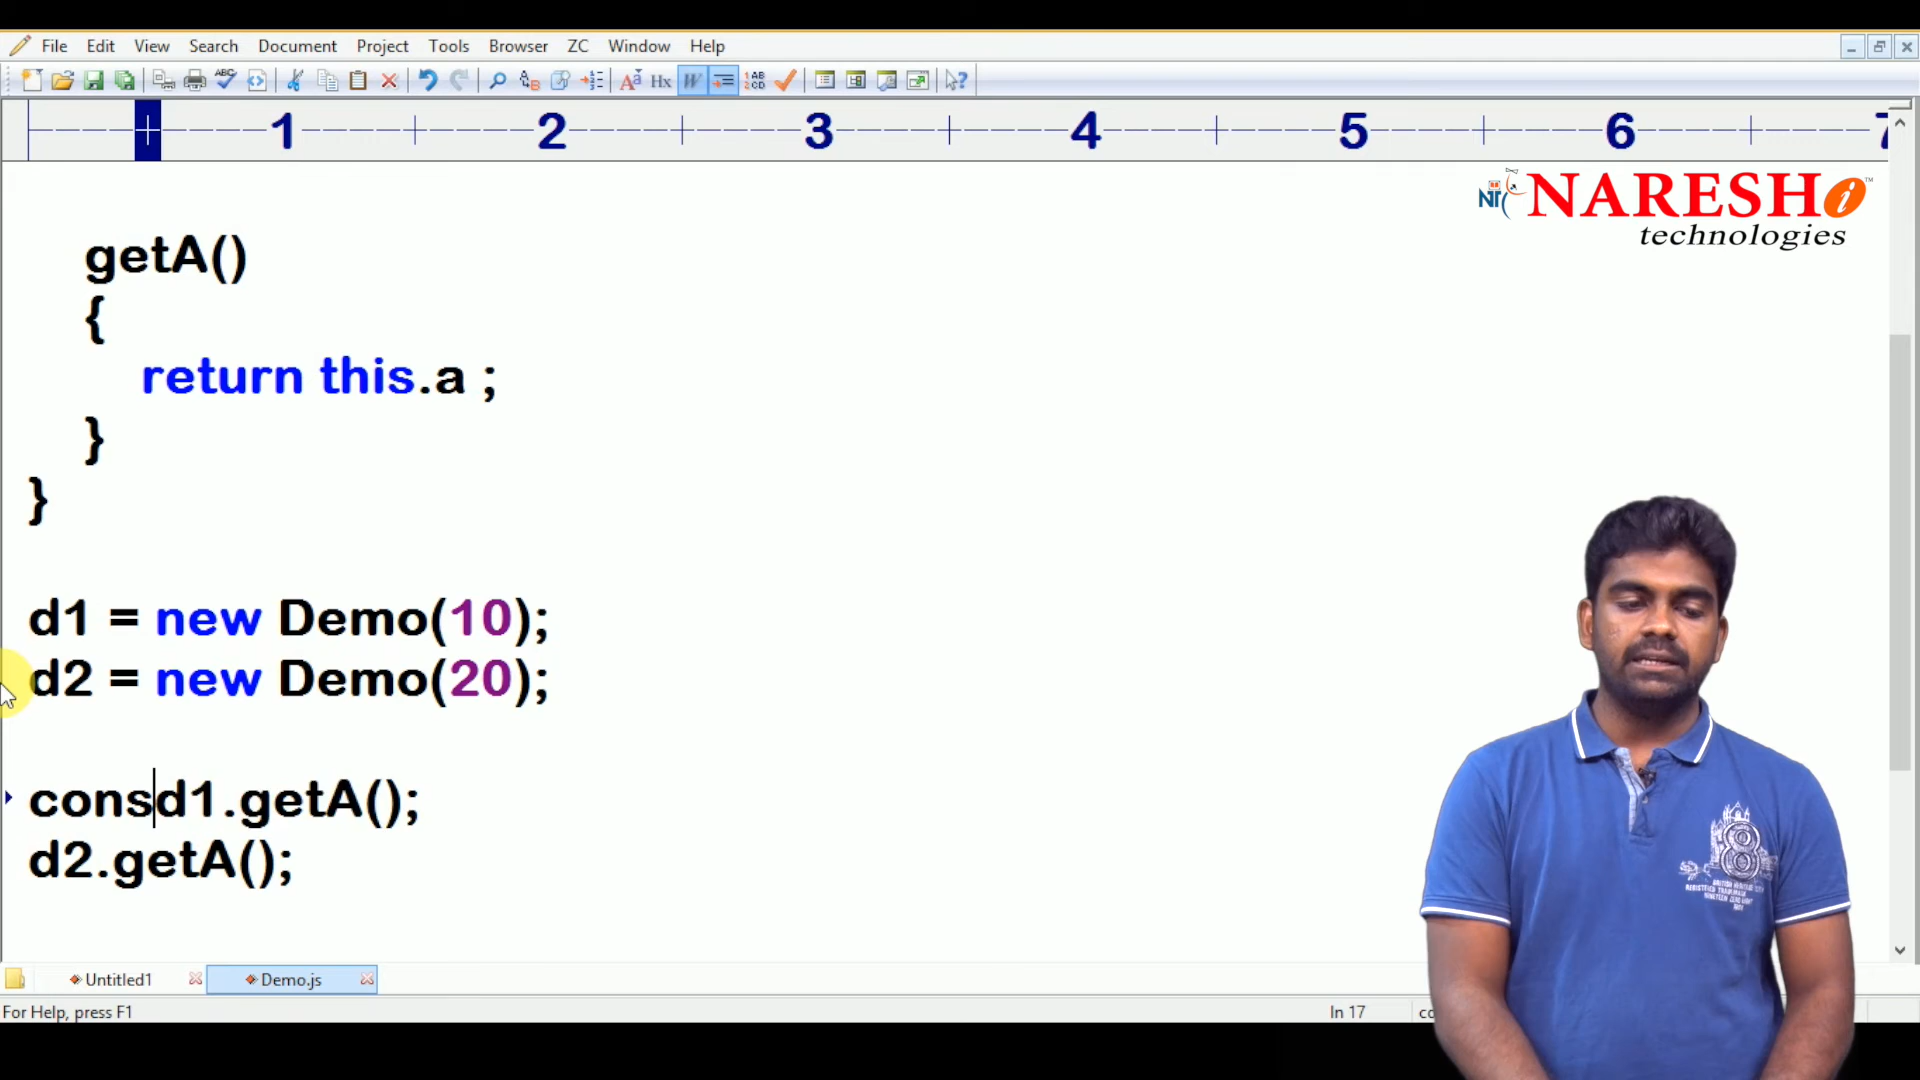 File Edit View Search Document Project Tools Browser ZC Window Help
1 2 3 4 5 6 7
NARESH i
technologies
getA()
{
return this.a ;
}
}
d1 = new Demo(10);
d2 = new Demo(20);
consd1.getA();
d2.getA();
Untitled1 Demo.js
For Help, press F1 ln 17